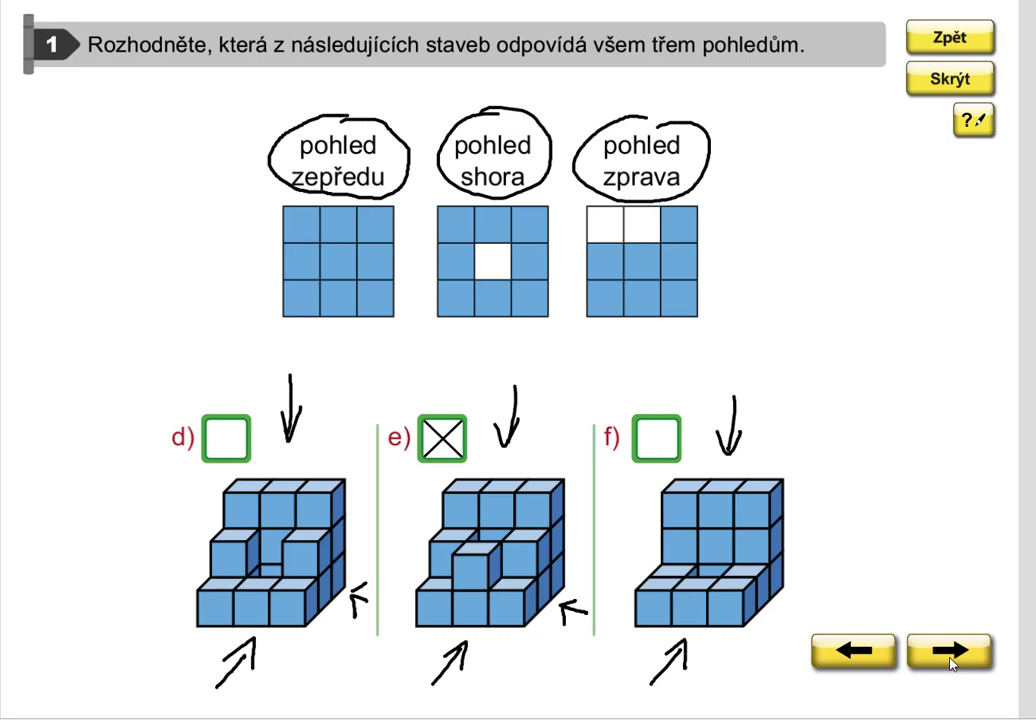 1 Rozhodněte, která z následujících staveb odpovídá všem třem pohledům.
Zpět
Skrýt
?
pohled zepředu
pohled shora
pohled zprava
d)
e)
f)